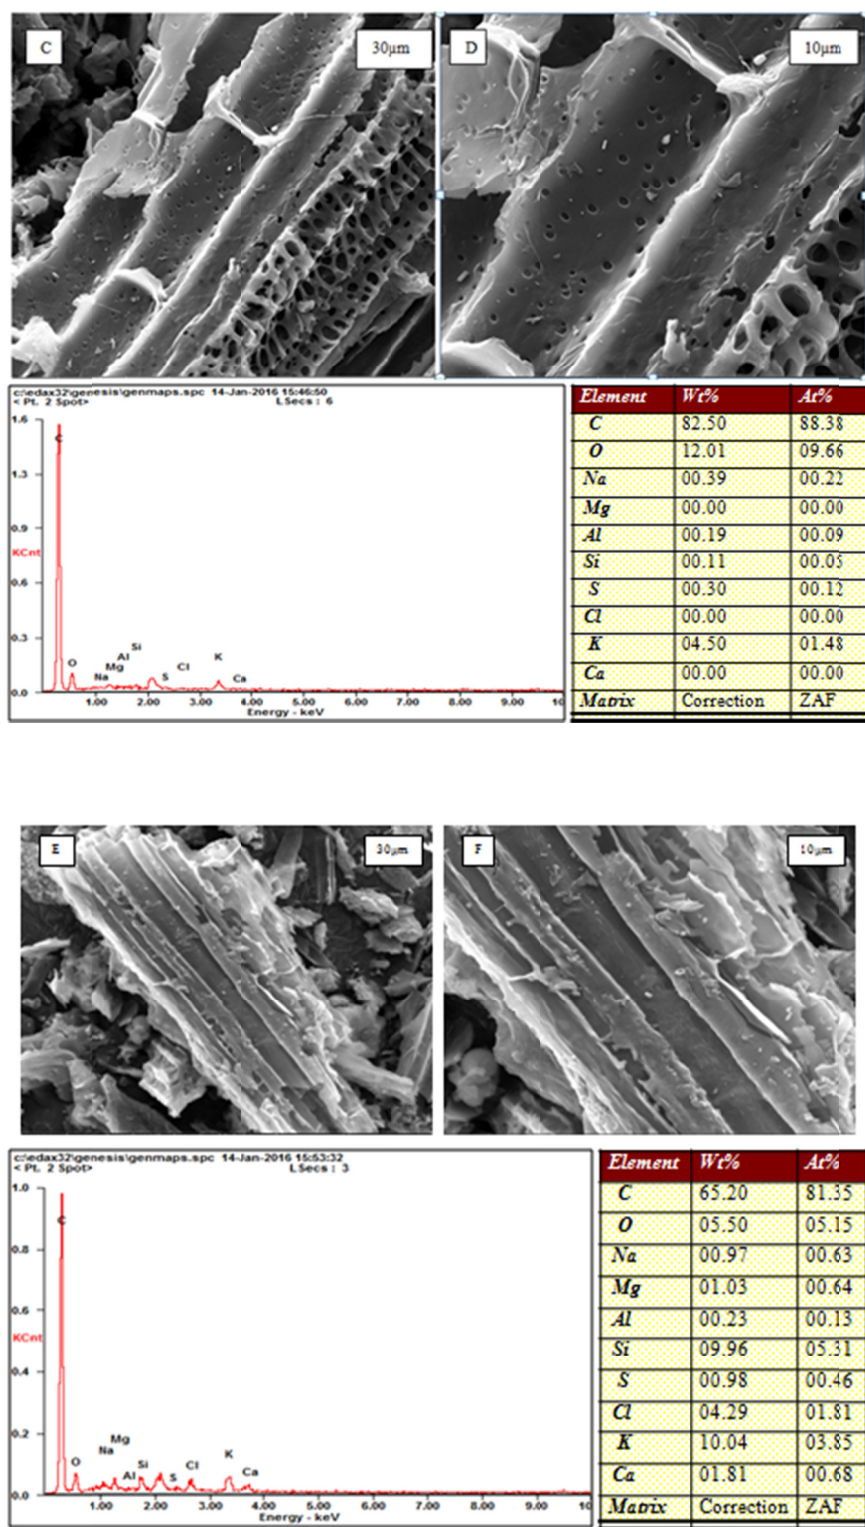 C 30µm D 10µm
c:\edax32\genesis\genmaps.spc 14-Jan-2016 15:46:50
< Pt. 2 Spot> LSecs : 6
1.6
C
1.3
0.9
KCnt
0.6
0.3
O Na Mg Al Si S Cl K Ca
0.0
1.00 2.00 3.00 4.00 5.00 6.00 7.00 8.00 9.00 10
Energy - keV
Element Wt% At%
C 82.50 88.38
O 12.01 09.66
Na 00.39 00.22
Mg 00.00 00.00
Al 00.19 00.09
Si 00.11 00.05
S 00.30 00.12
Cl 00.00 00.00
K 04.50 01.48
Ca 00.00 00.00
Matrix Correction ZAF
E 30µm F 10µm
c:\edax32\genesis\genmaps.spc 14-Jan-2016 15:53:32
< Pt. 2 Spot> LSecs : 3
1.0
C
0.8
0.6
KCnt
0.4
0.2
O Na Mg Al Si S Cl K Ca
0.0
1.00 2.00 3.00 4.00 5.00 6.00 7.00 8.00 9.00 10
Energy - keV
Element Wt% At%
C 65.20 81.35
O 05.50 05.15
Na 00.97 00.63
Mg 01.03 00.64
Al 00.23 00.13
Si 09.96 05.31
S 00.98 00.46
Cl 04.29 01.81
K 10.04 03.85
Ca 01.81 00.68
Matrix Correction ZAF